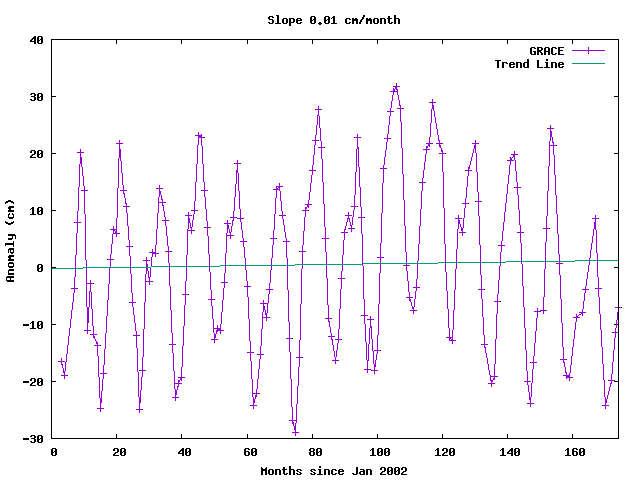 Slope 0.01 cm/month
40
30
20
10
0
-10
-20
-30
Anomaly (cm)
GRACE
Trend Line
0 20 40 60 80 100 120 140 160
Months since Jan 2002